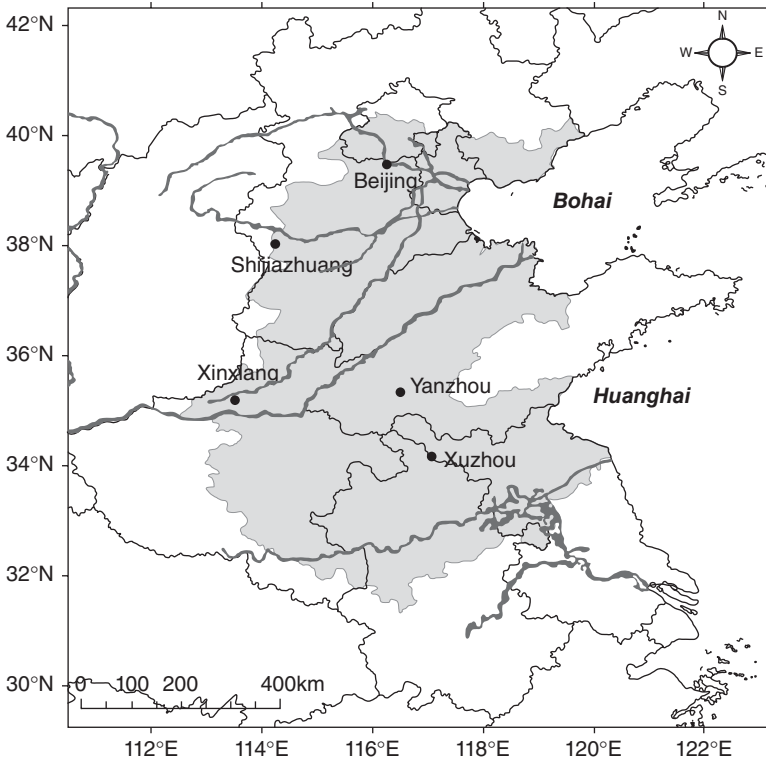 42°N
N
W E
S
40°N
Beijing
Bohai
38°N
Shijiazhuang
36°N
Xinxiang
Yanzhou
Huanghai
34°N
Xuzhou
32°N
30°N
0 100 200 400km
112°E 114°E 116°E 118°E 120°E 122°E